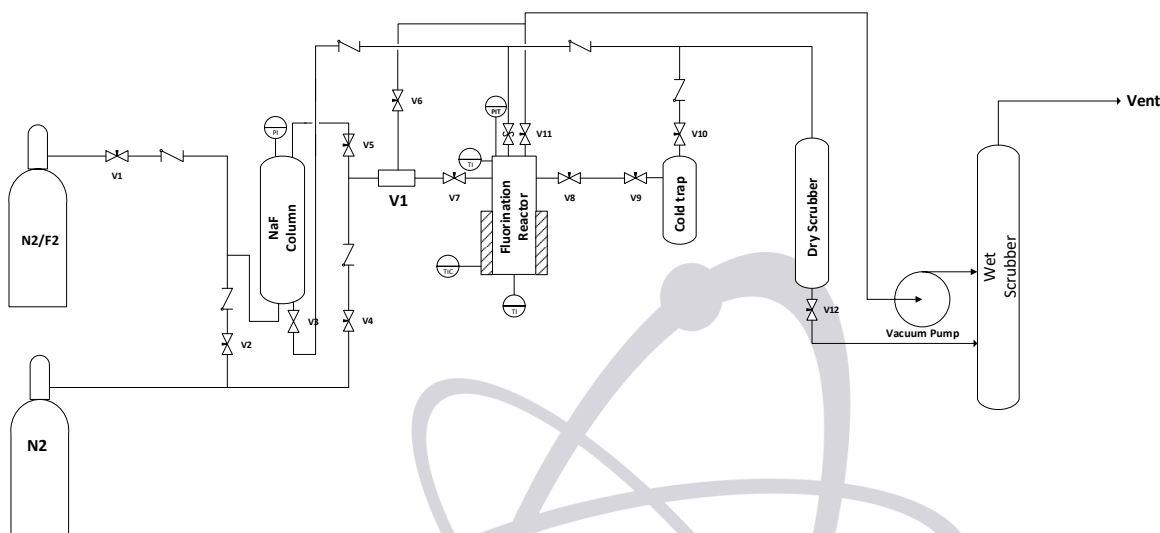 Vent
V6
PI
PIT
V11
V10
V5
V1
TI
N2/F2
NaF
Column
V1
V7
Fluorination
Reactor
V8
V9
Cold trap
Dry Scrubber
Wet
Scrubber
TIC
TI
V3
V4
V12
V2
Vacuum Pump
N2